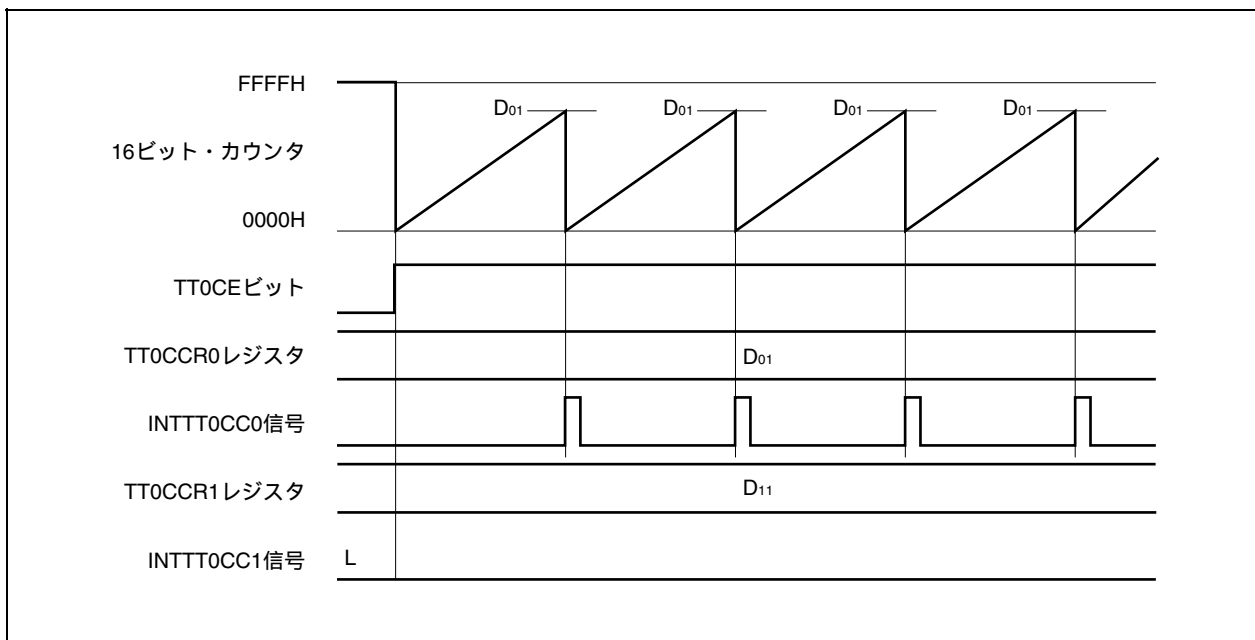 FFFFH
D01 D01 D01 D01
16ビット・カウンタ
0000H
TT0CEビット
TT0CCR0レジスタ
D01
INTTT0CC0信号
TT0CCR1レジスタ
D11
INTTT0CC1信号
L